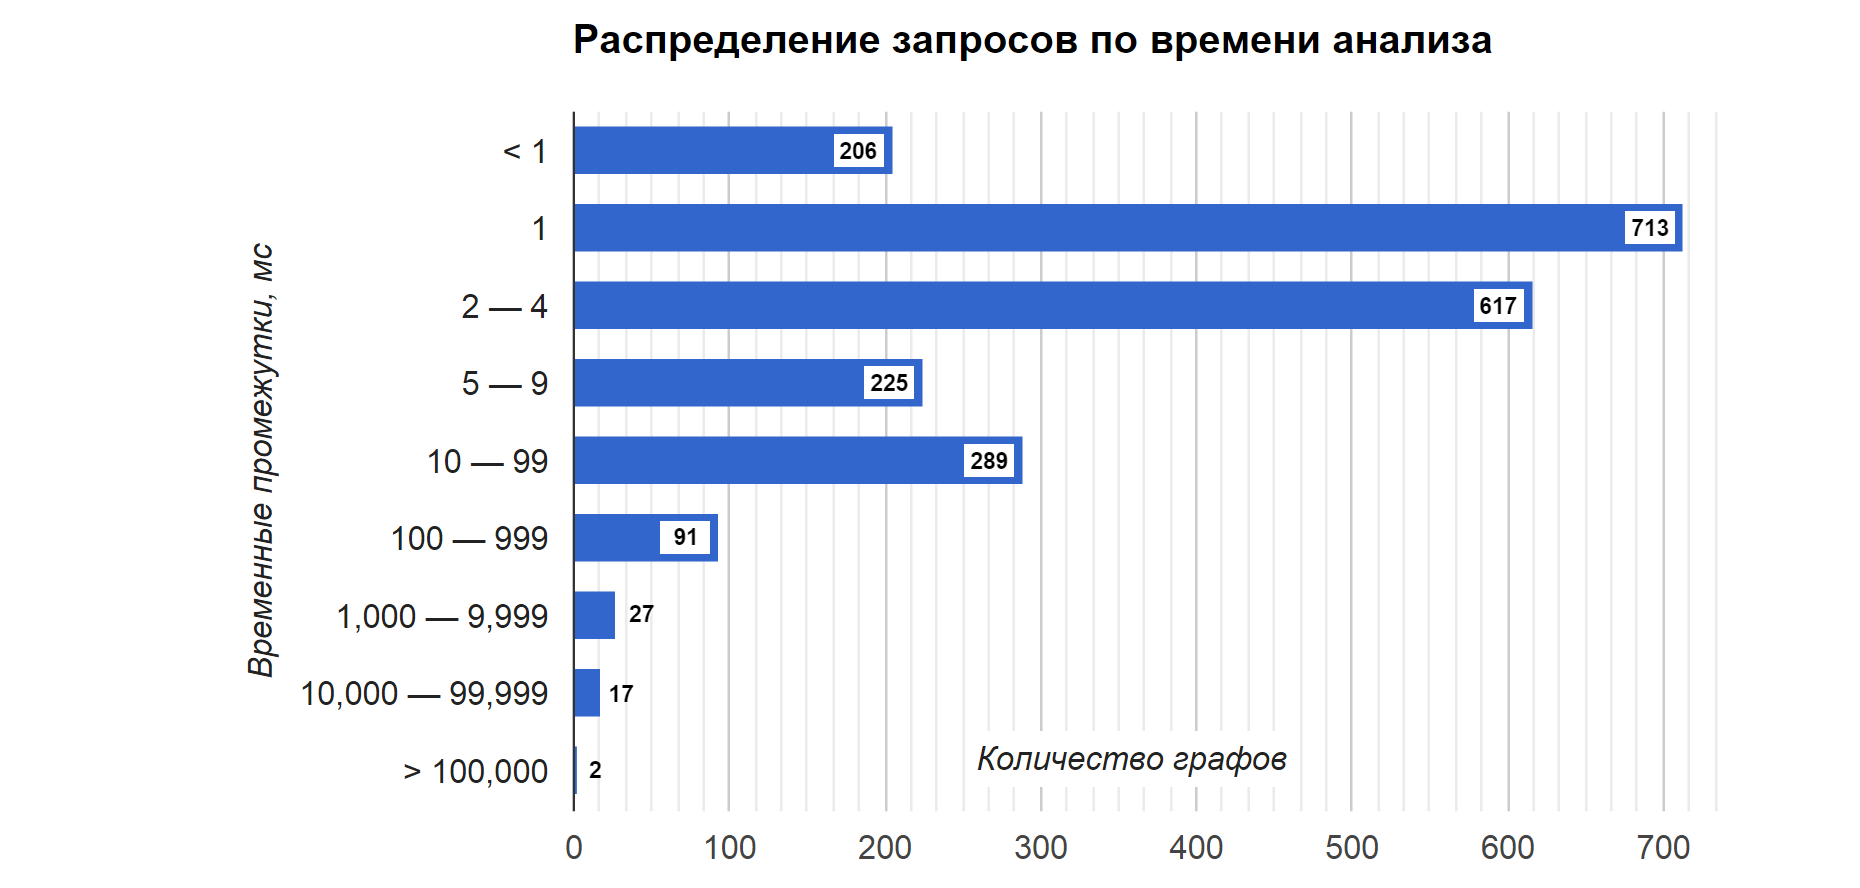 Распределение запросов по времени анализа
< 1
206
1
713
2 — 4
617
5 — 9
225
10 — 99
289
100 — 999
91
1,000 — 9,999
27
10,000 — 99,999
17
> 100,000
2
Временные промежутки, мс
Количество графов
0 100 200 300 400 500 600 700